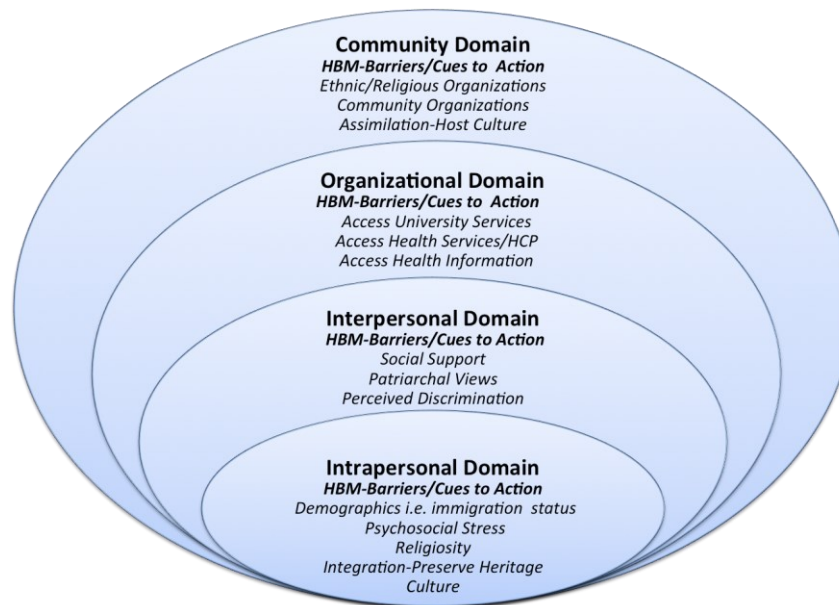 Community Domain
HBM-Barriers/Cues to Action
Ethnic/Religious Organizations
Community Organizations
Assimilation-Host Culture
Organizational Domain
HBM-Barriers/Cues to Action
Access University Services
Access Health Services/HCP
Access Health Information
Interpersonal Domain
HBM-Barriers/Cues to Action
Social Support
Patriarchal Views
Perceived Discrimination
Intrapersonal Domain
HBM-Barriers/Cues to Action
Demographics i.e. immigration status
Psychosocial Stress
Religiosity
Integration-Preserve Heritage
Culture